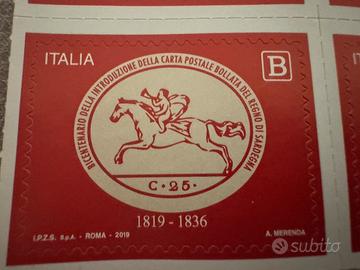 ITALIA
B
BICENTENARIO DELLA INTRODUZIONE DELLA CARTA POSTALE BOLLATA DEL REGNO DI SARDEGNA
C. 25.
1819 - 1836
I.P.Z.S. S.p.A. - ROMA - 2019
A. MERENDA
subito
IT